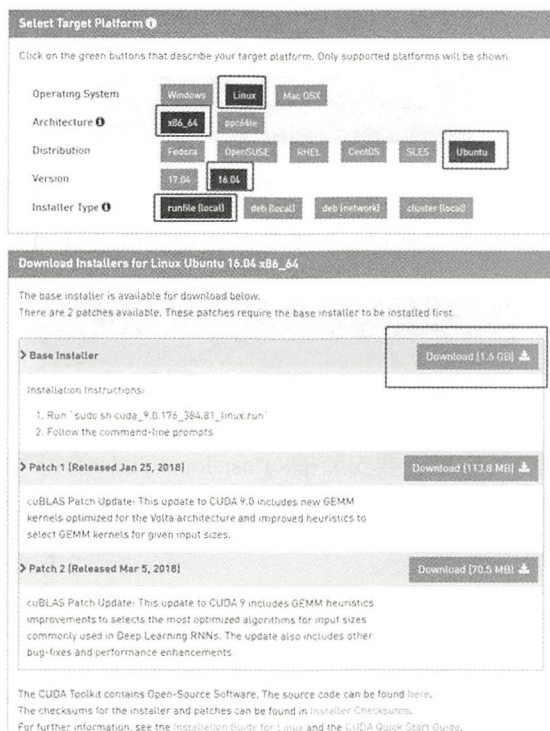 Select Target Platform
Click on the green buttons that describe your target platform. Only supported platforms will be shown.
Operating System Windows Linux Mac OSX
Architecture x86_64 ppc64le
Distribution Fedora OpenSUSE RHEL CentOS SLES Ubuntu
Version 17.04 16.04
Installer Type runfile (local) deb (local) deb (network) cluster (local)
Download Installers for Linux Ubuntu 16.04 x86_64
The base installer is available for download below.
There are 2 patches available. These patches require the base installer to be installed first.
> Base Installer Download (1.6 GB)
Installation Instructions:
1. Run `sudo sh cuda_9.0.176_384.81_linux.run`
2. Follow the command-line prompts
> Patch 1 (Released Jan 25, 2018) Download (113.8 MB)
cuBLAS Patch Update: This update to CUDA 9.0 includes new GEMM
kernels optimized for the Volta architecture and improved heuristics to
select GEMM kernels for given input sizes.
> Patch 2 (Released Mar 5, 2018) Download (70.5 MB)
cuBLAS Patch Update: This update to CUDA 9 includes GEMM heuristics
improvements to selects the most optimized algorithms for input sizes
commonly used in Deep Learning RNNs. The update also includes other
bug-fixes and performance enhancements.
The CUDA Toolkit contains Open-Source Software. The source code can be found here.
The checksums for the installer and patches can be found in Installer Checksums.
For further information, see the Installation Guide for Linux and the CUDA Quick Start Guide.